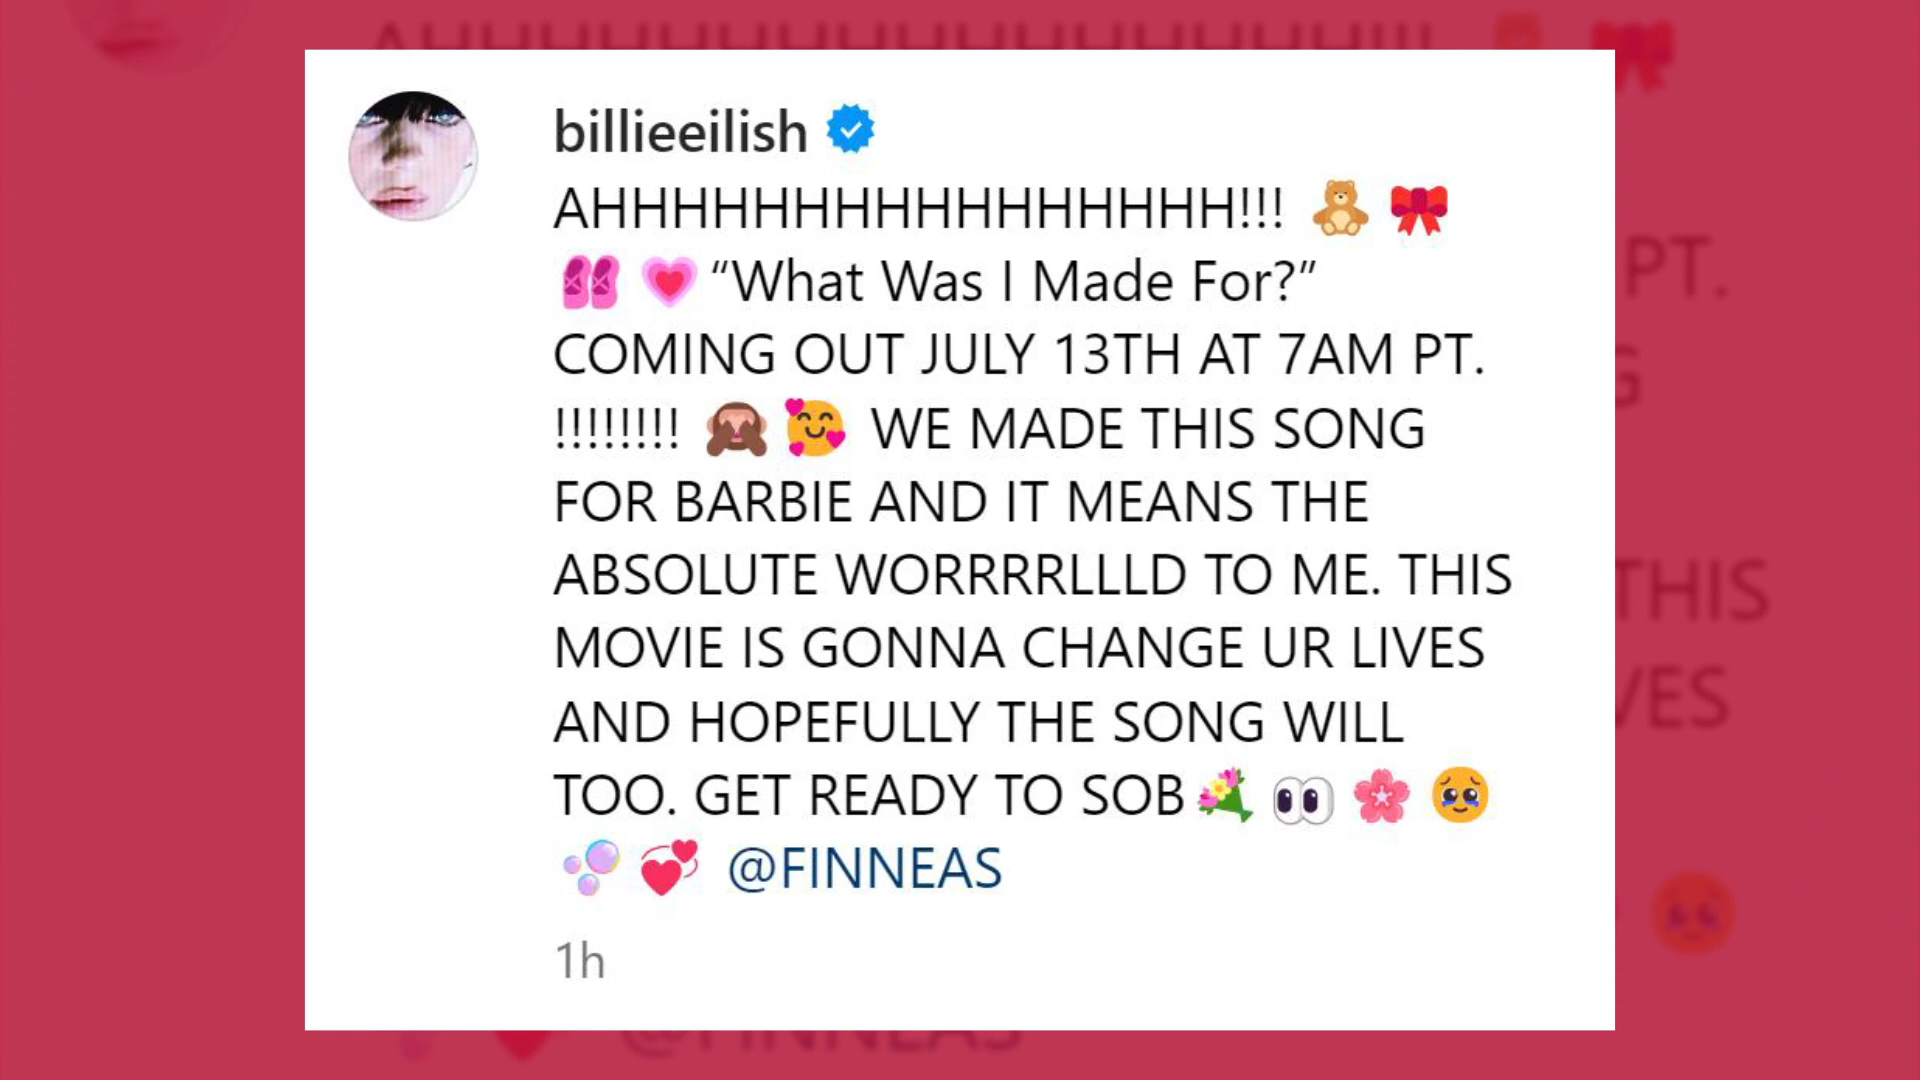 billieeilish
AHHHHHHHHHHHHHHHHH!!! 🧸 🎀
🩰 💗 “What Was I Made For?”
COMING OUT JULY 13TH AT 7AM PT.
!!!!!!!!! 🙈 🥰 WE MADE THIS SONG
FOR BARBIE AND IT MEANS THE
ABSOLUTE WORRRRLLLD TO ME. THIS
MOVIE IS GONNA CHANGE UR LIVES
AND HOPEFULLY THE SONG WILL
TOO. GET READY TO SOB💐 👀 🌸 🥹
🫧 💞 @FINNEAS
1h